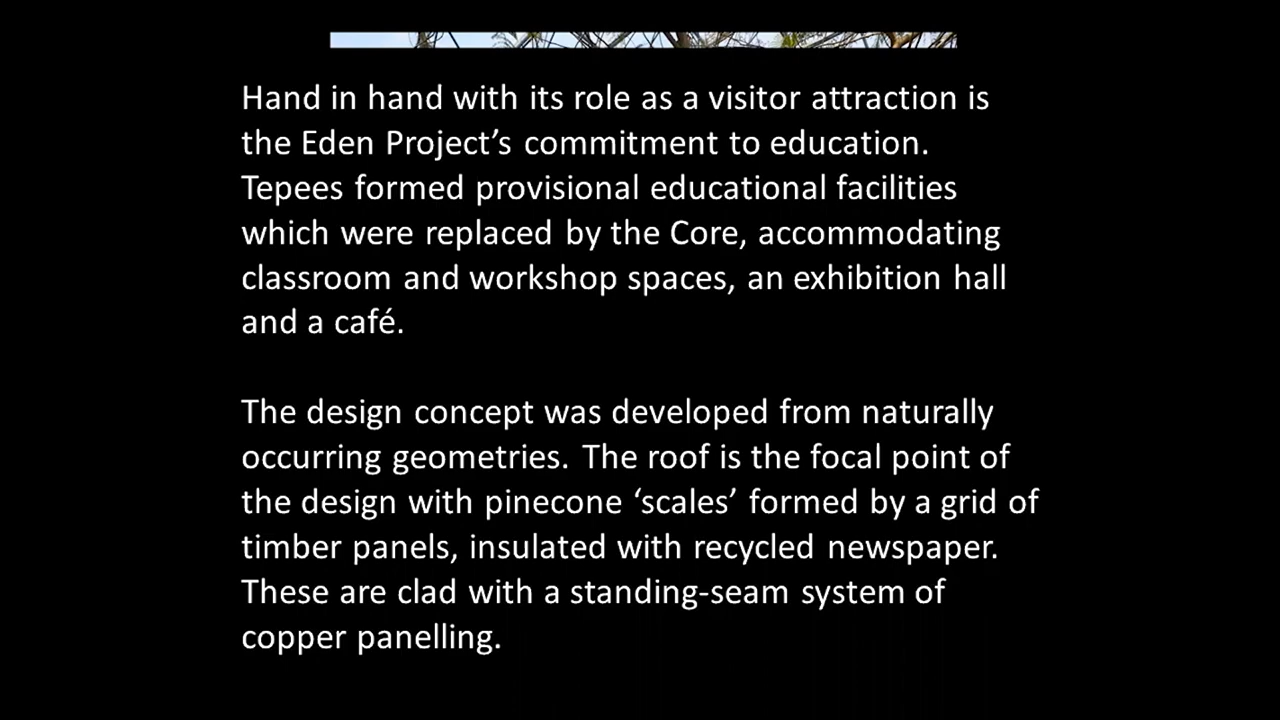 Hand in hand with its role as a visitor attraction is
the Eden Project’s commitment to education.
Tepees formed provisional educational facilities
which were replaced by the Core, accommodating
classroom and workshop spaces, an exhibition hall
and a café.
The design concept was developed from naturally
occurring geometries. The roof is the focal point of
the design with pinecone ‘scales’ formed by a grid of
timber panels, insulated with recycled newspaper.
These are clad with a standing-seam system of
copper panelling.